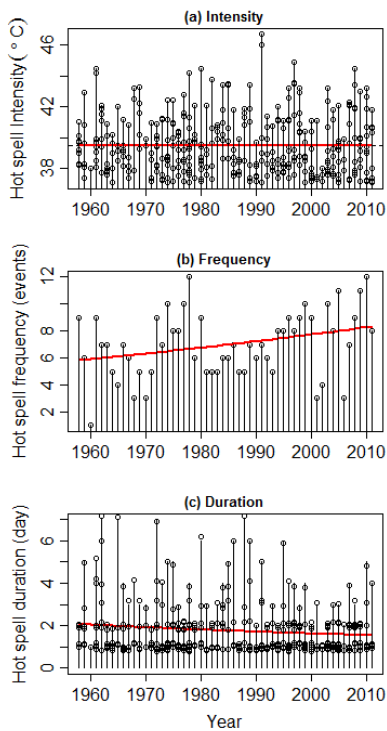 (a) Intensity
Hot spell intensity( ° C)
46
42
38
1960 1970 1980 1990 2000 2010
(b) Frequency
Hot spell frequency (events)
12
8
6
4
2
1960 1970 1980 1990 2000 2010
(c) Duration
Hot spell duration (day)
6
4
2
0
1960 1970 1980 1990 2000 2010
Year